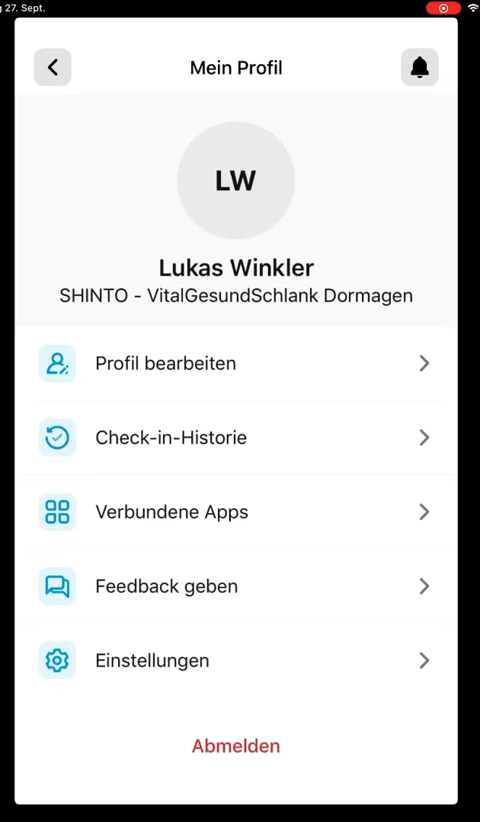 27. Sept.
Mein Profil
LW
Lukas Winkler
SHINTO - VitalGesundSchlank Dormagen
Profil bearbeiten
Check-in-Historie
Verbundene Apps
Feedback geben
Einstellungen
Abmelden